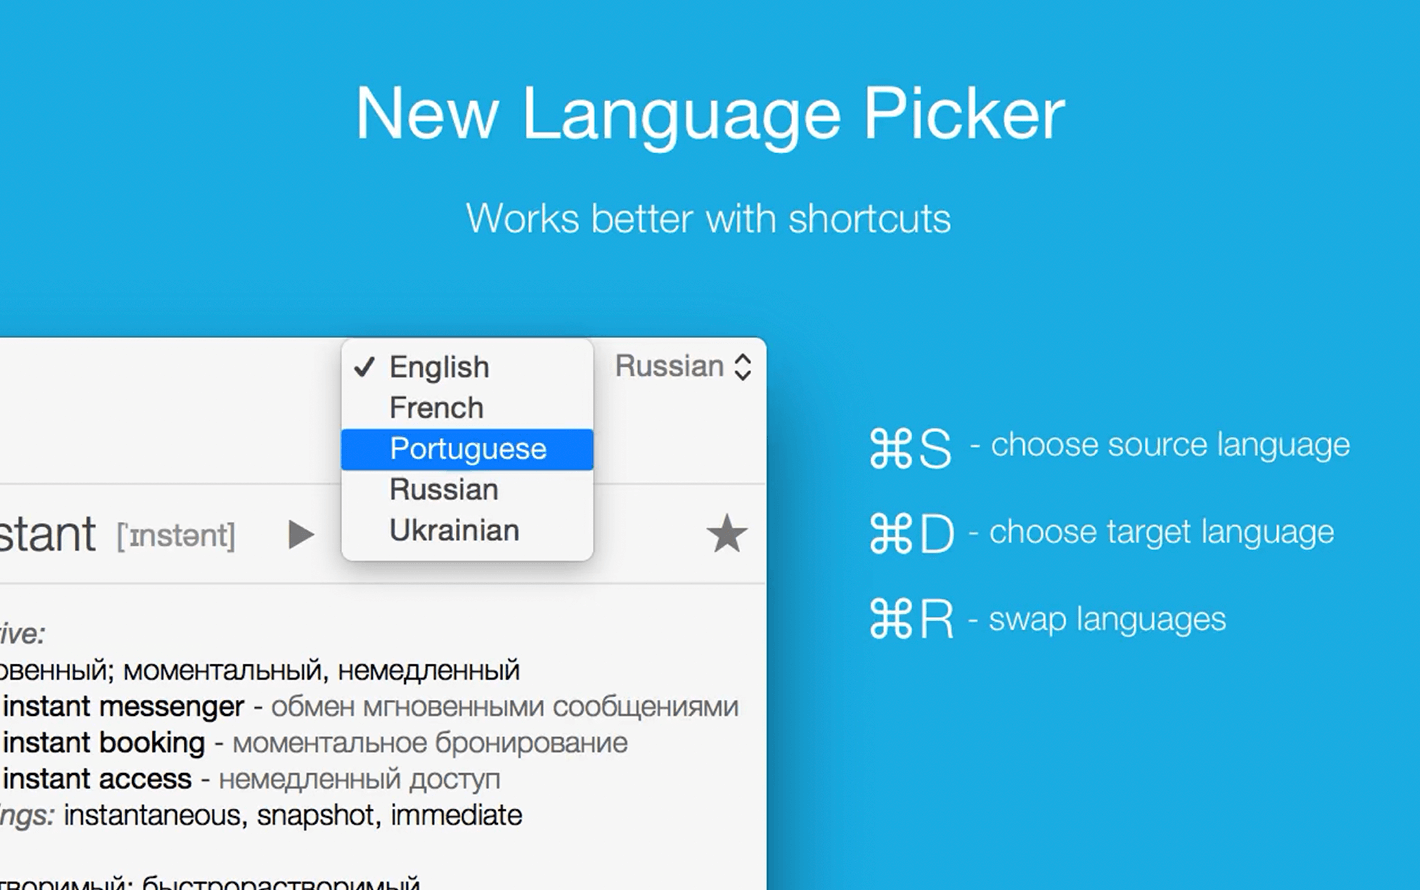 New Language Picker
Works better with shortcuts
✓ English
French
Portuguese
Russian
Ukrainian
Russian
⌘S - choose source language
⌘D - choose target language
⌘R - swap languages
stant [ˈɪnstənt]
ive:
овенный; моментальный, немедленный
instant messenger - обмен мгновенными сообщениями
instant booking - моментальное бронирование
instant access - немедленный доступ
ngs: instantaneous, snapshot, immediate
творимый; быстрорастворимый